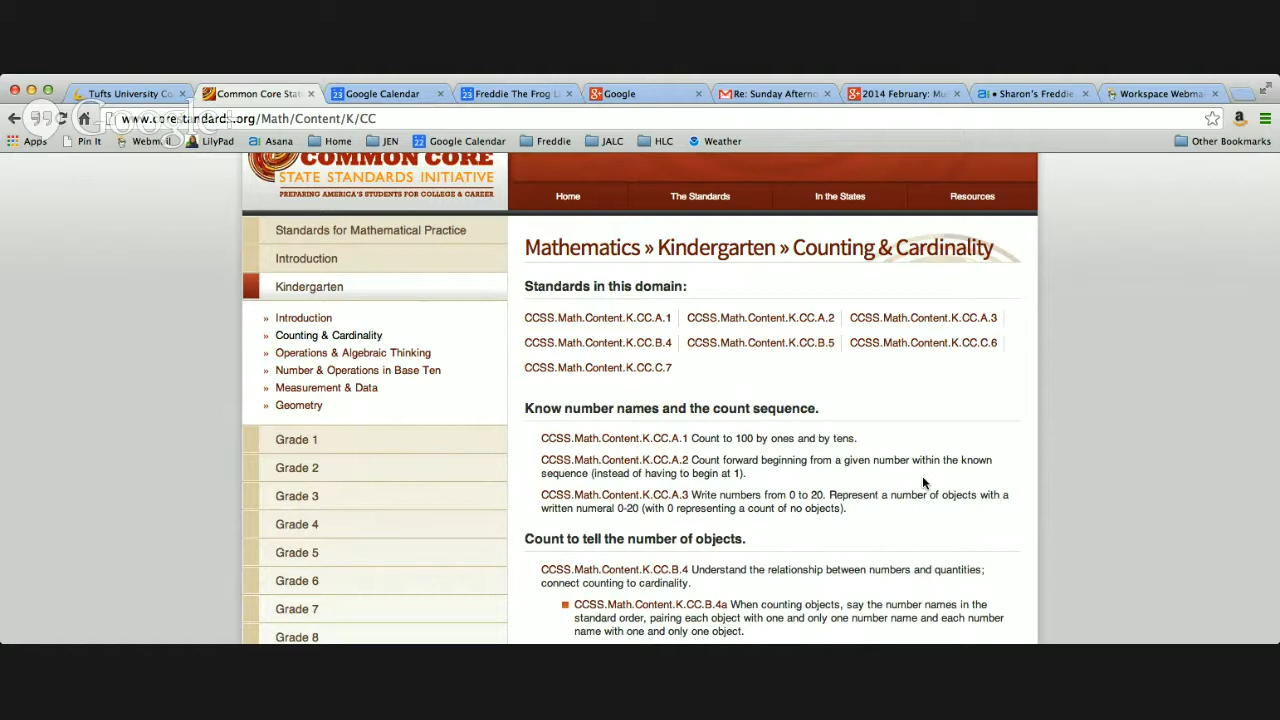 Tufts University Co
Common Core Stat
Google Calendar
Freddie The Frog L
Google
Re: Sunday Afterno
2014 February: Mu
• Sharon's Freddie
Workspace Webma
Google+
www.corestandards.org/Math/Content/K/CC
Apps
Pin It
Webmail
LilyPad
Asana
Home
JEN
Google Calendar
Freddie
JALC
HLC
Weather
Other Bookmarks
COMMON CORE
STATE STANDARDS INITIATIVE
PREPARING AMERICA'S STUDENTS FOR COLLEGE & CAREER
Home
The Standards
In the States
Resources
Standards for Mathematical Practice
Introduction
Kindergarten
» Introduction
» Counting & Cardinality
» Operations & Algebraic Thinking
» Number & Operations in Base Ten
» Measurement & Data
» Geometry
Grade 1
Grade 2
Grade 3
Grade 4
Grade 5
Grade 6
Grade 7
Grade 8
Mathematics » Kindergarten » Counting & Cardinality
Standards in this domain:
CCSS.Math.Content.K.CC.A.1 CCSS.Math.Content.K.CC.A.2 CCSS.Math.Content.K.CC.A.3
CCSS.Math.Content.K.CC.B.4 CCSS.Math.Content.K.CC.B.5 CCSS.Math.Content.K.CC.C.6
CCSS.Math.Content.K.CC.C.7
Know number names and the count sequence.
CCSS.Math.Content.K.CC.A.1 Count to 100 by ones and by tens.
CCSS.Math.Content.K.CC.A.2 Count forward beginning from a given number within the known
sequence (instead of having to begin at 1).
CCSS.Math.Content.K.CC.A.3 Write numbers from 0 to 20. Represent a number of objects with a
written numeral 0-20 (with 0 representing a count of no objects).
Count to tell the number of objects.
CCSS.Math.Content.K.CC.B.4 Understand the relationship between numbers and quantities;
connect counting to cardinality.
CCSS.Math.Content.K.CC.B.4a When counting objects, say the number names in the
standard order, pairing each object with one and only one number name and each number
name with one and only one object.